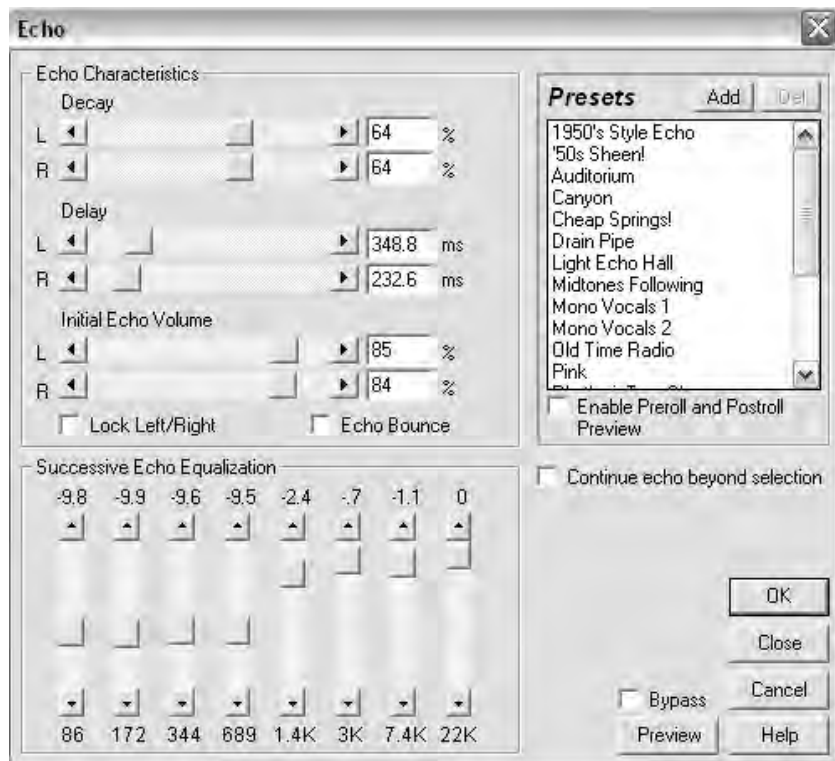 Echo
Echo Characteristics
Decay
L 64 %
R 64 %
Delay
L 348.8 ms
R 232.6 ms
Initial Echo Volume
L 85 %
R 84 %
Lock Left/Right Echo Bounce
Presets Add Del
1950's Style Echo
'50s Sheen!
Auditorium
Canyon
Cheap Springs!
Drain Pipe
Light Echo Hall
Midtones Following
Mono Vocals 1
Mono Vocals 2
Old Time Radio
Pink
Enable Preroll and Postroll
Preview
Successive Echo Equalization
-9.8 -9.9 -9.6 -9.5 -2.4 -.7 -1.1 0
86 172 344 689 1.4K 3K 7.4K 22K
Continue echo beyond selection
OK
Close
Bypass Cancel
Preview Help